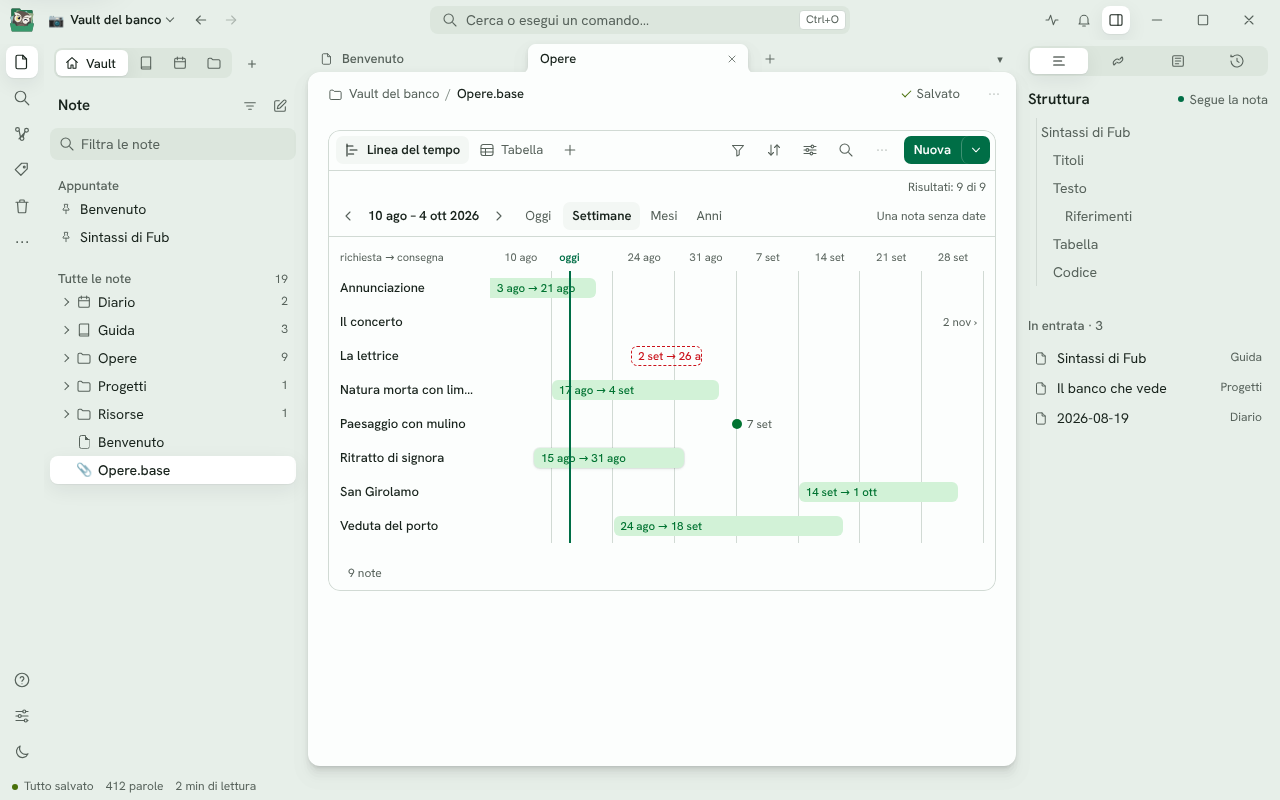 Vault del banco
Cerca o esegui un comando…
Ctrl+O
Vault
Note
Filtra le note
Appuntate
Benvenuto
Sintassi di Fub
Tutte le note 19
Diario 2
Guida 3
Opere 9
Progetti 1
Risorse 1
Benvenuto
Opere.base
Benvenuto
Opere
Vault del banco / Opere.base
Salvato
Linea del tempo
Tabella
Nuova
Risultati: 9 di 9
10 ago – 4 ott 2026
Oggi
Settimane
Mesi
Anni
Una nota senza date
richiesta → consegna
10 ago
oggi
24 ago
31 ago
7 set
14 set
21 set
28 set
Annunciazione
3 ago → 21 ago
Il concerto
2 nov ›
La lettrice
2 set → 26 a
Natura morta con lim…
17 ago → 4 set
Paesaggio con mulino
7 set
Ritratto di signora
15 ago → 31 ago
San Girolamo
14 set → 1 ott
Veduta del porto
24 ago → 18 set
9 note
Struttura
Segue la nota
Sintassi di Fub
Titoli
Testo
Riferimenti
Tabella
Codice
In entrata · 3
Sintassi di Fub Guida
Il banco che vede Progetti
2026-08-19 Diario
Tutto salvato
412 parole
2 min di lettura